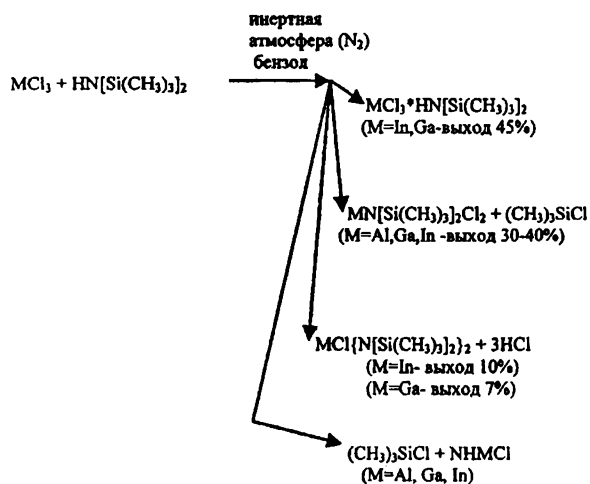 инертная
атмосфера (N₂)
бензол
MCl₃ + HN[Si(CH₃)₃]₂
MCl₃*HN[Si(CH₃)₃]₂
(M=In,Ga-выход 45%)
MN[Si(CH₃)₃]₂Cl₂ + (CH₃)₃SiCl
(M=Al,Ga,In -выход 30-40%)
MCl{N[Si(CH₃)₃]₂}₂ + 3HCl
(M=In- выход 10%)
(M=Ga- выход 7%)
(CH₃)₃SiCl + NHMCl
(M=Al, Ga, In)